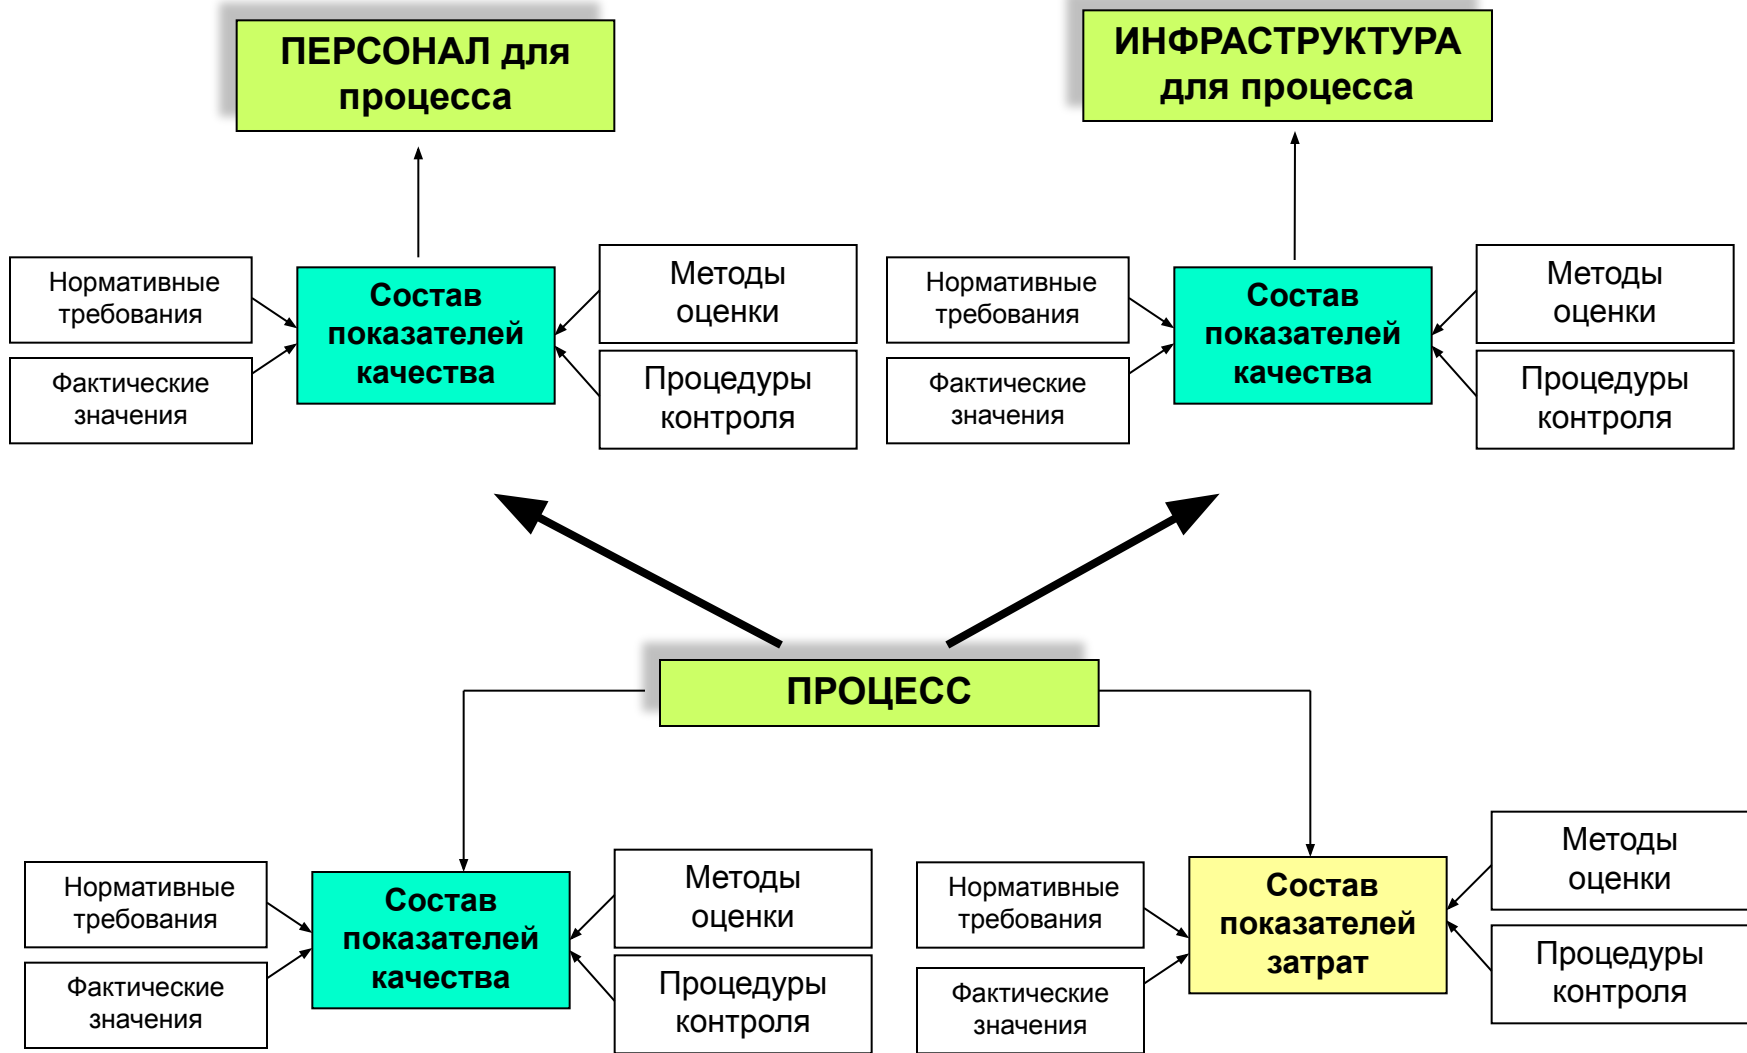 ПЕРСОНАЛ для
процесса
ИНФРАСТРУКТУРА
для процесса
Нормативные
требования
Фактические
значения
Состав
показателей
качества
Методы
оценки
Процедуры
контроля
Нормативные
требования
Фактические
значения
Состав
показателей
качества
Методы
оценки
Процедуры
контроля
ПРОЦЕСС
Нормативные
требования
Фактические
значения
Состав
показателей
качества
Методы
оценки
Процедуры
контроля
Нормативные
требования
Фактические
значения
Состав
показателей
затрат
Методы
оценки
Процедуры
контроля